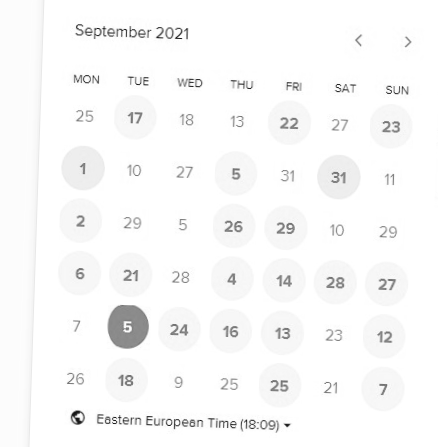 September 2021
MON TUE WED THU FRI SAT SUN
25 17 18 13 22 27 23
1 10 27 5 31 31 11
2 29 5 26 29 10 29
6 21 28 4 14 28 27
7 5 24 16 13 23 12
26 18 9 25 25 21 7
Eastern European Time (18:09)